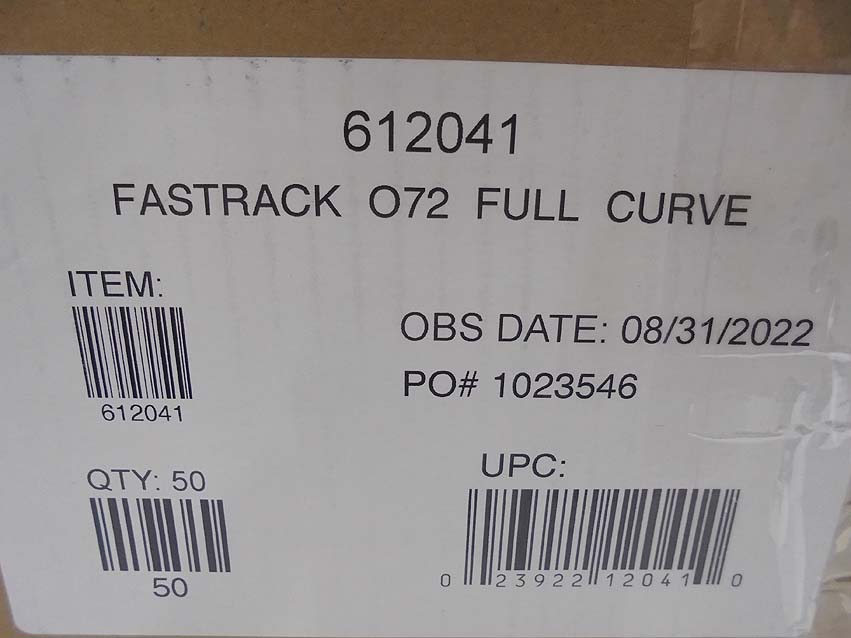 612041
FASTRACK O72 FULL CURVE
ITEM:
612041
OBS DATE: 08/31/2022
PO# 1023546
QTY: 50
50
UPC:
0 23922 12041 0